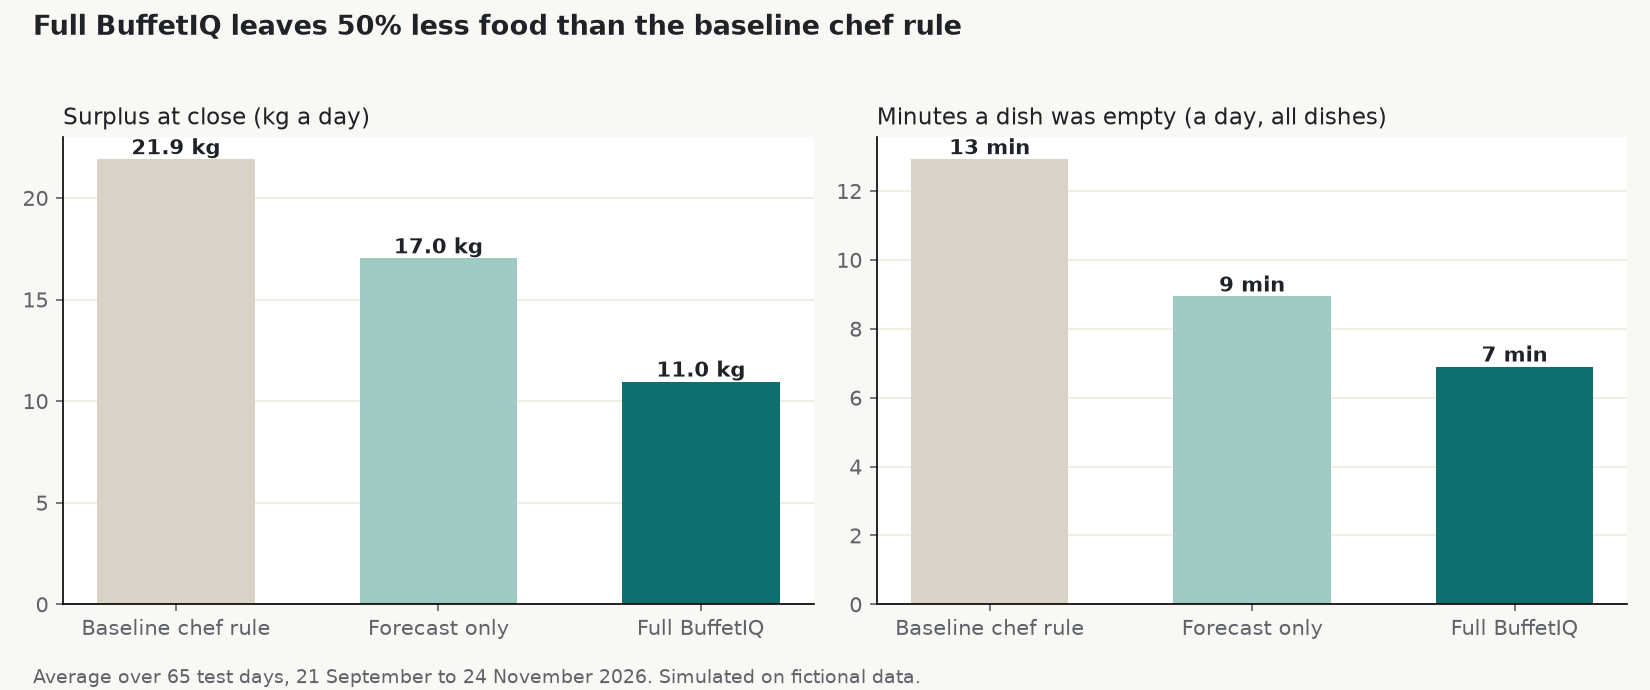 Full BuffetIQ leaves 50% less food than the baseline chef rule
Surplus at close (kg a day)
21.9 kg
17.0 kg
11.0 kg
20
15
10
5
0
Baseline chef rule
Forecast only
Full BuffetIQ
Minutes a dish was empty (a day, all dishes)
13 min
9 min
7 min
12
10
8
6
4
2
0
Baseline chef rule
Forecast only
Full BuffetIQ
Average over 65 test days, 21 September to 24 November 2026. Simulated on fictional data.